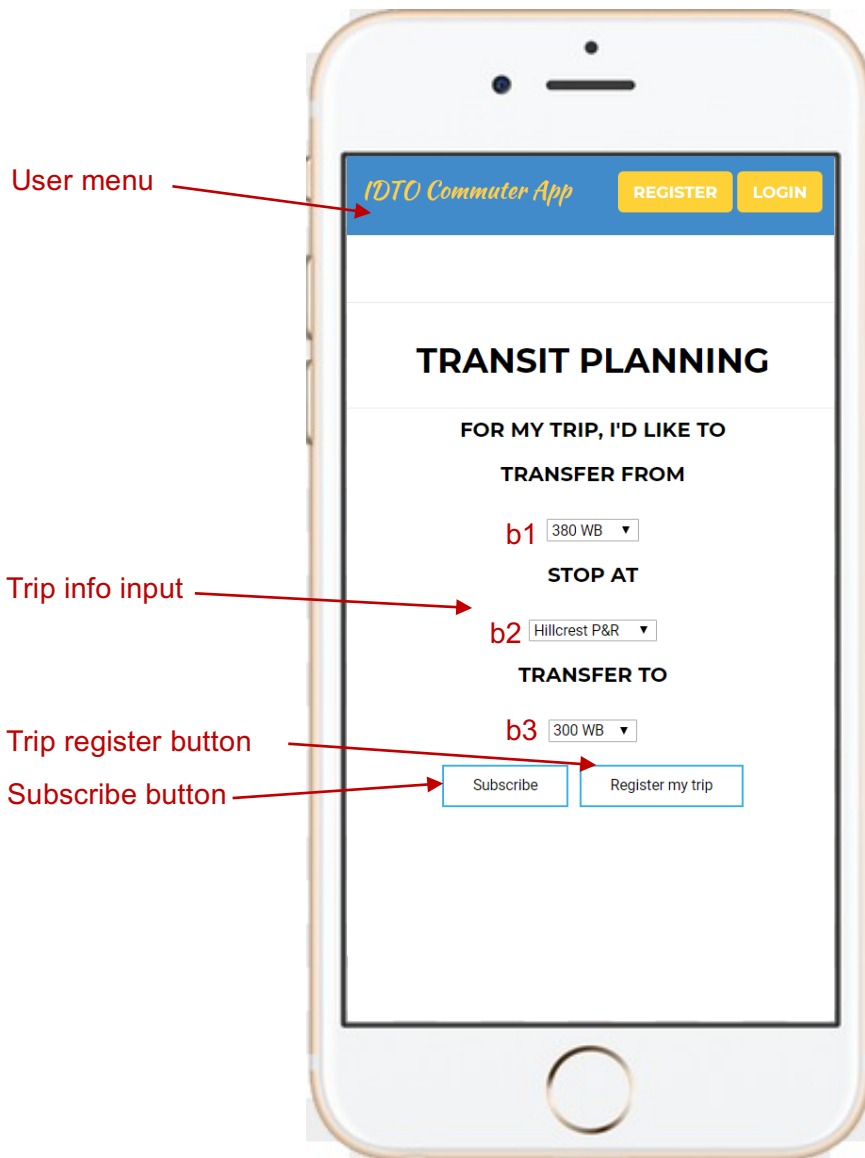 User menu
IDTO Commuter App
REGISTER
LOGIN
TRANSIT PLANNING
FOR MY TRIP, I'D LIKE TO
TRANSFER FROM
b1 380 WB
STOP AT
Trip info input
b2 Hillcrest P&R
TRANSFER TO
b3 300 WB
Trip register button
Subscribe button
Subscribe
Register my trip